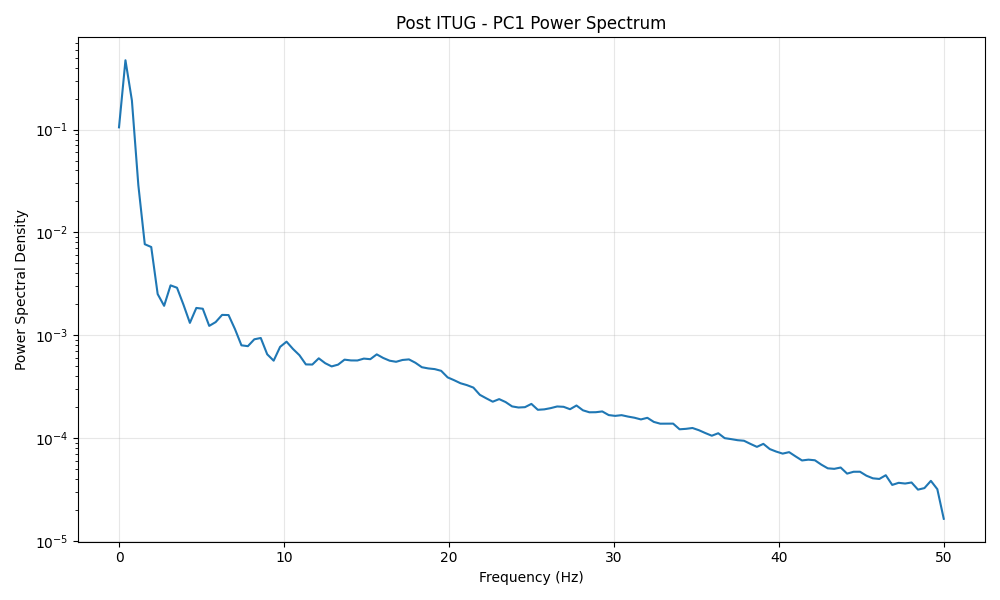 Post ITUG - PC1 Power Spectrum
Power Spectral Density
10⁻¹
10⁻²
10⁻³
10⁻⁴
10⁻⁵
0 10 20 30 40 50
Frequency (Hz)